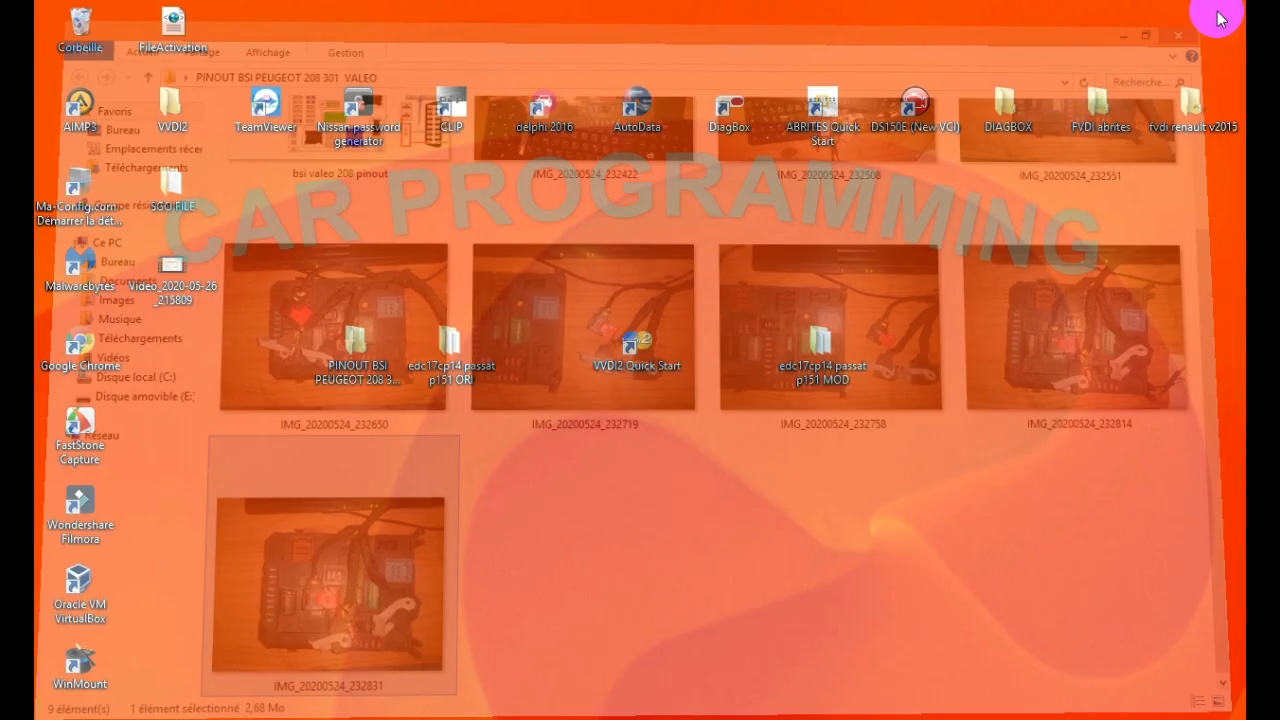 Corbeille
FileActivation
Accueil
Partage
Affichage
Gestion
PINOUT BSI PEUGEOT 208 301 VALEO
Recherche...
AIMP3
VVDI2
TeamViewer
Nissan password
generator
CLIP
delphi 2016
AutoData
DiagBox
ABRITES Quick
Start
DS150E (New VCI)
DIAGBOX
FVDI abrites
fvdi renault v2015
Favoris
Bureau
Emplacements récen
Téléchargements
bsi valeo 208 pinout
IMG_20200524_232422
IMG_20200524_232508
IMG_20200524_232551
CAR PROGRAMMING
Ma-Config.com
Démarrer la dét...
SGO FILE
Ce PC
Bureau
Documents
Images
Musique
Téléchargements
Vidéos
Disque local (C:)
Disque amovible (E:)
Réseau
Malwarebytes
Video_2020-05-26
_215809
Google Chrome
PINOUT BSI
PEUGEOT 208 3...
edc17cp14 passat
p151 ORI
VVDI2 Quick Start
edc17cp14 passat
p151 MOD
IMG_20200524_232650
IMG_20200524_232719
IMG_20200524_232758
IMG_20200524_232814
FastStone
Capture
Wondershare
Filmora
Oracle VM
VirtualBox
WinMount
IMG_20200524_232831
9 élément(s)
1 élément sélectionné 2,68 Mo